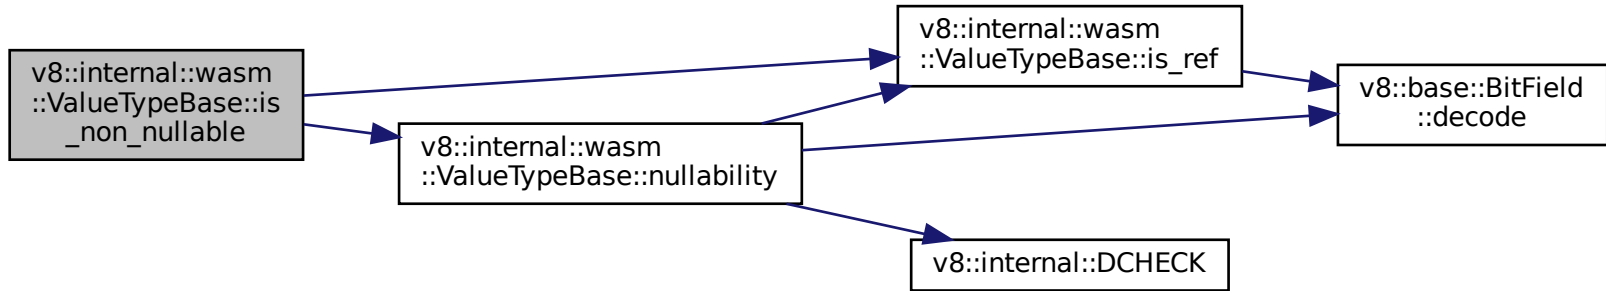 v8::internal::wasm
::ValueTypeBase::is
_non_nullable
v8::internal::wasm
::ValueTypeBase::nullability
v8::internal::wasm
::ValueTypeBase::is_ref
v8::base::BitField
::decode
v8::internal::DCHECK